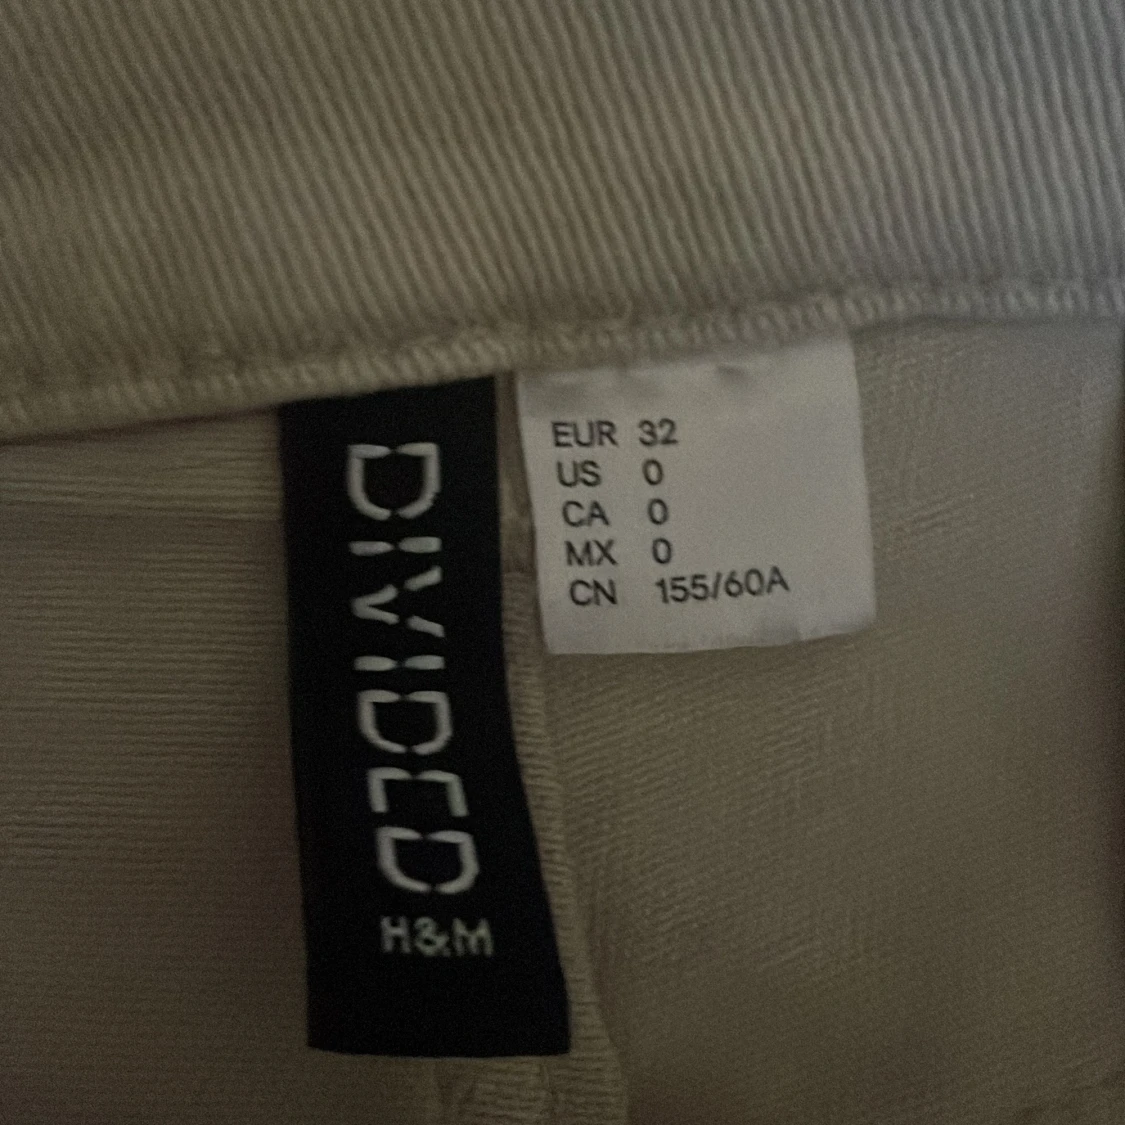 DIVIDED
H&M
EUR 32
US 0
CA 0
MX 0
CN 155/60A